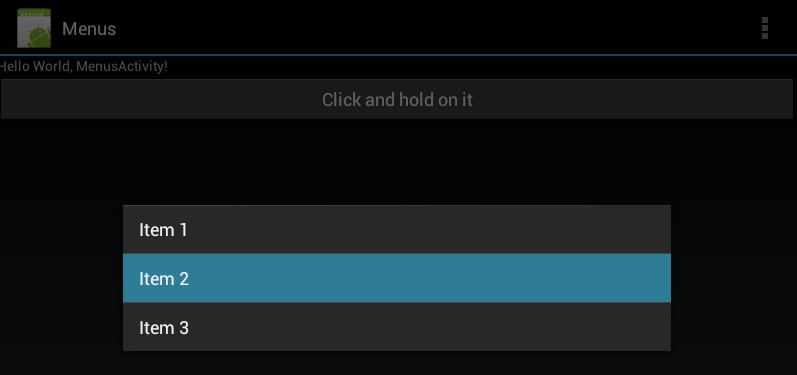 Menus
Hello World, MenusActivity!
Click and hold on it
Item 1
Item 2
Item 3